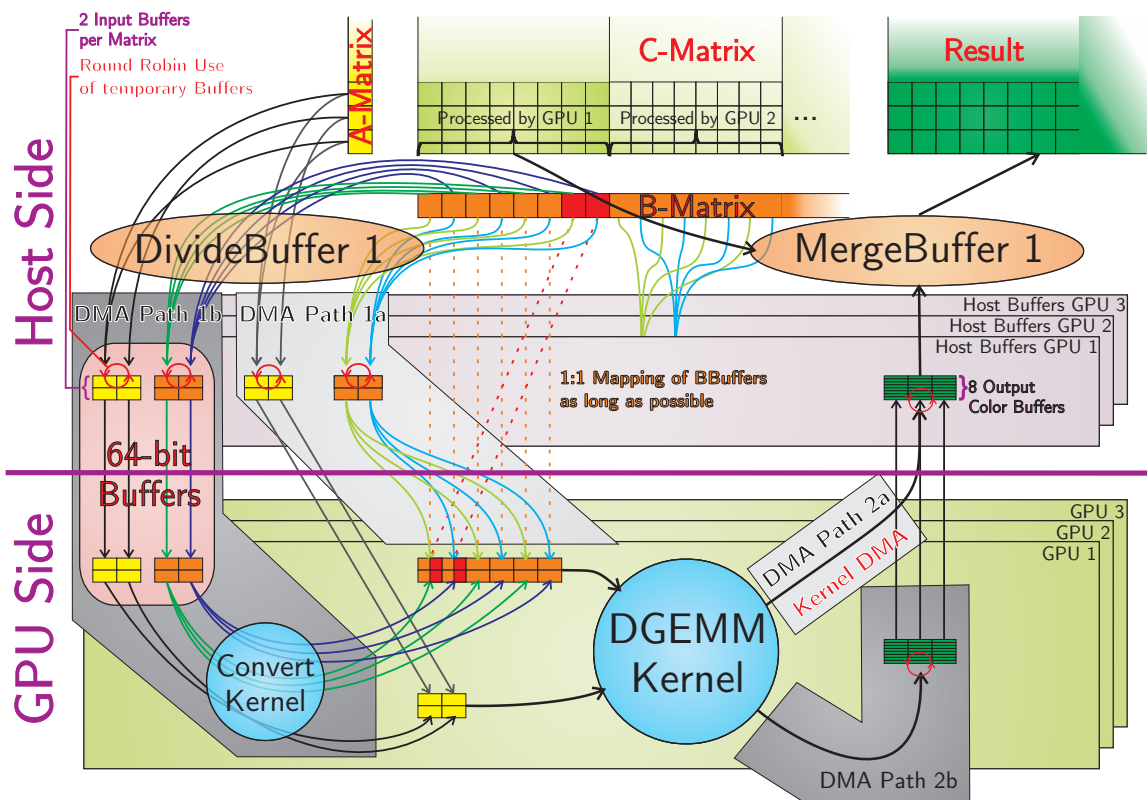 2 Input Buffers
per Matrix
Round Robin Use
of temporary Buffers
A-Matrix
C-Matrix
Result
Processed by GPU 1
Processed by GPU 2
...
B-Matrix
Host Side
DivideBuffer 1
MergeBuffer 1
DMA Path 1b
DMA Path 1a
Host Buffers GPU 3
Host Buffers GPU 2
Host Buffers GPU 1
1:1 Mapping of BBuffers
as long as possible
8 Output
Color Buffers
64-bit
Buffers
GPU Side
DMA Path 2a
Kernel DMA
GPU 3
GPU 2
GPU 1
DGEMM
Kernel
Convert
Kernel
DMA Path 2b